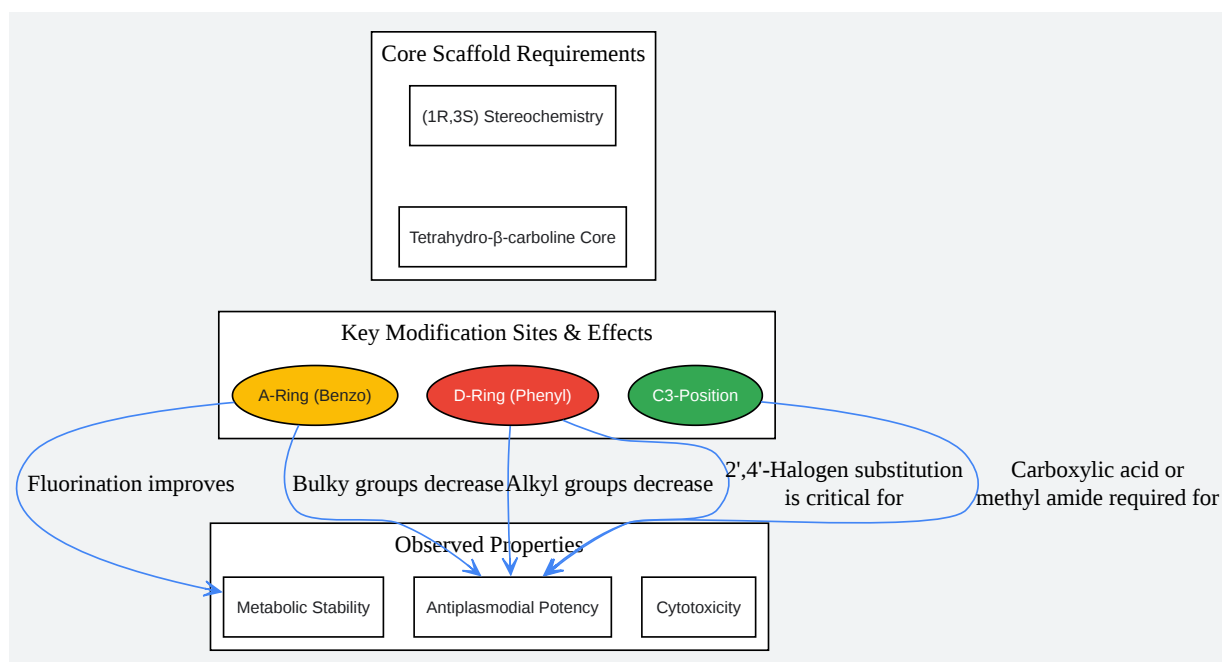 Core Scaffold Requirements
(1R,3S) Stereochemistry
Tetrahydro-β-carboline Core
Key Modification Sites & Effects
A-Ring (Benzo)
D-Ring (Phenyl)
C3-Position
Fluorination improves
Bulky groups decrease
Alkyl groups decrease
2',4'-Halogen substitution
is critical for
Carboxylic acid or
methyl amide required for
Observed Properties
Metabolic Stability
Antiplasmodial Potency
Cytotoxicity